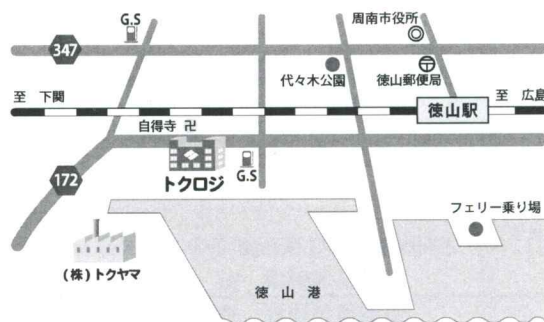 G.S
周南市役所
347
代々木公園
徳山郵便局
至 下関
徳山駅
至 広島
自得寺
トクロジ
G.S
172
(株)トクヤマ
フェリー乗り場
徳山港